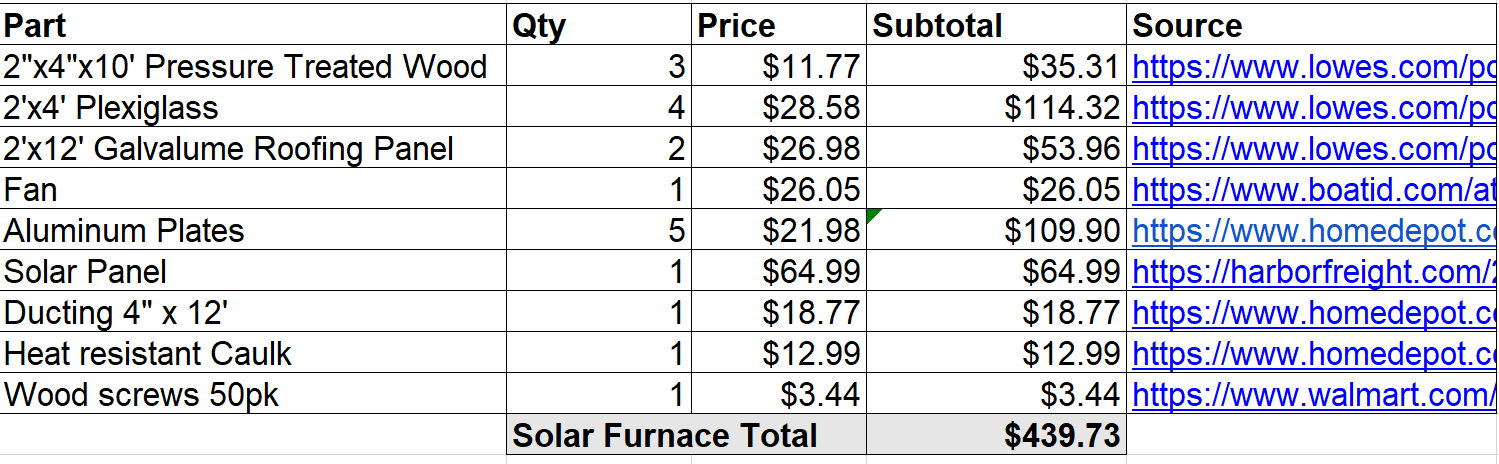 Part Qty Price Subtotal Source
2"x4"x10' Pressure Treated Wood 3 $11.77 $35.31 https://www.lowes.com/pd
2'x4' Plexiglass 4 $28.58 $114.32 https://www.lowes.com/pd
2'x12' Galvalume Roofing Panel 2 $26.98 $53.96 https://www.lowes.com/pd
Fan 1 $26.05 $26.05 https://www.boatid.com/at
Aluminum Plates 5 $21.98 $109.90 https://www.homedepot.c
Solar Panel 1 $64.99 $64.99 https://harborfreight.com/
Ducting 4" x 12' 1 $18.77 $18.77 https://www.homedepot.c
Heat resistant Caulk 1 $12.99 $12.99 https://www.homedepot.c
Wood screws 50pk 1 $3.44 $3.44 https://www.walmart.com/
Solar Furnace Total $439.73